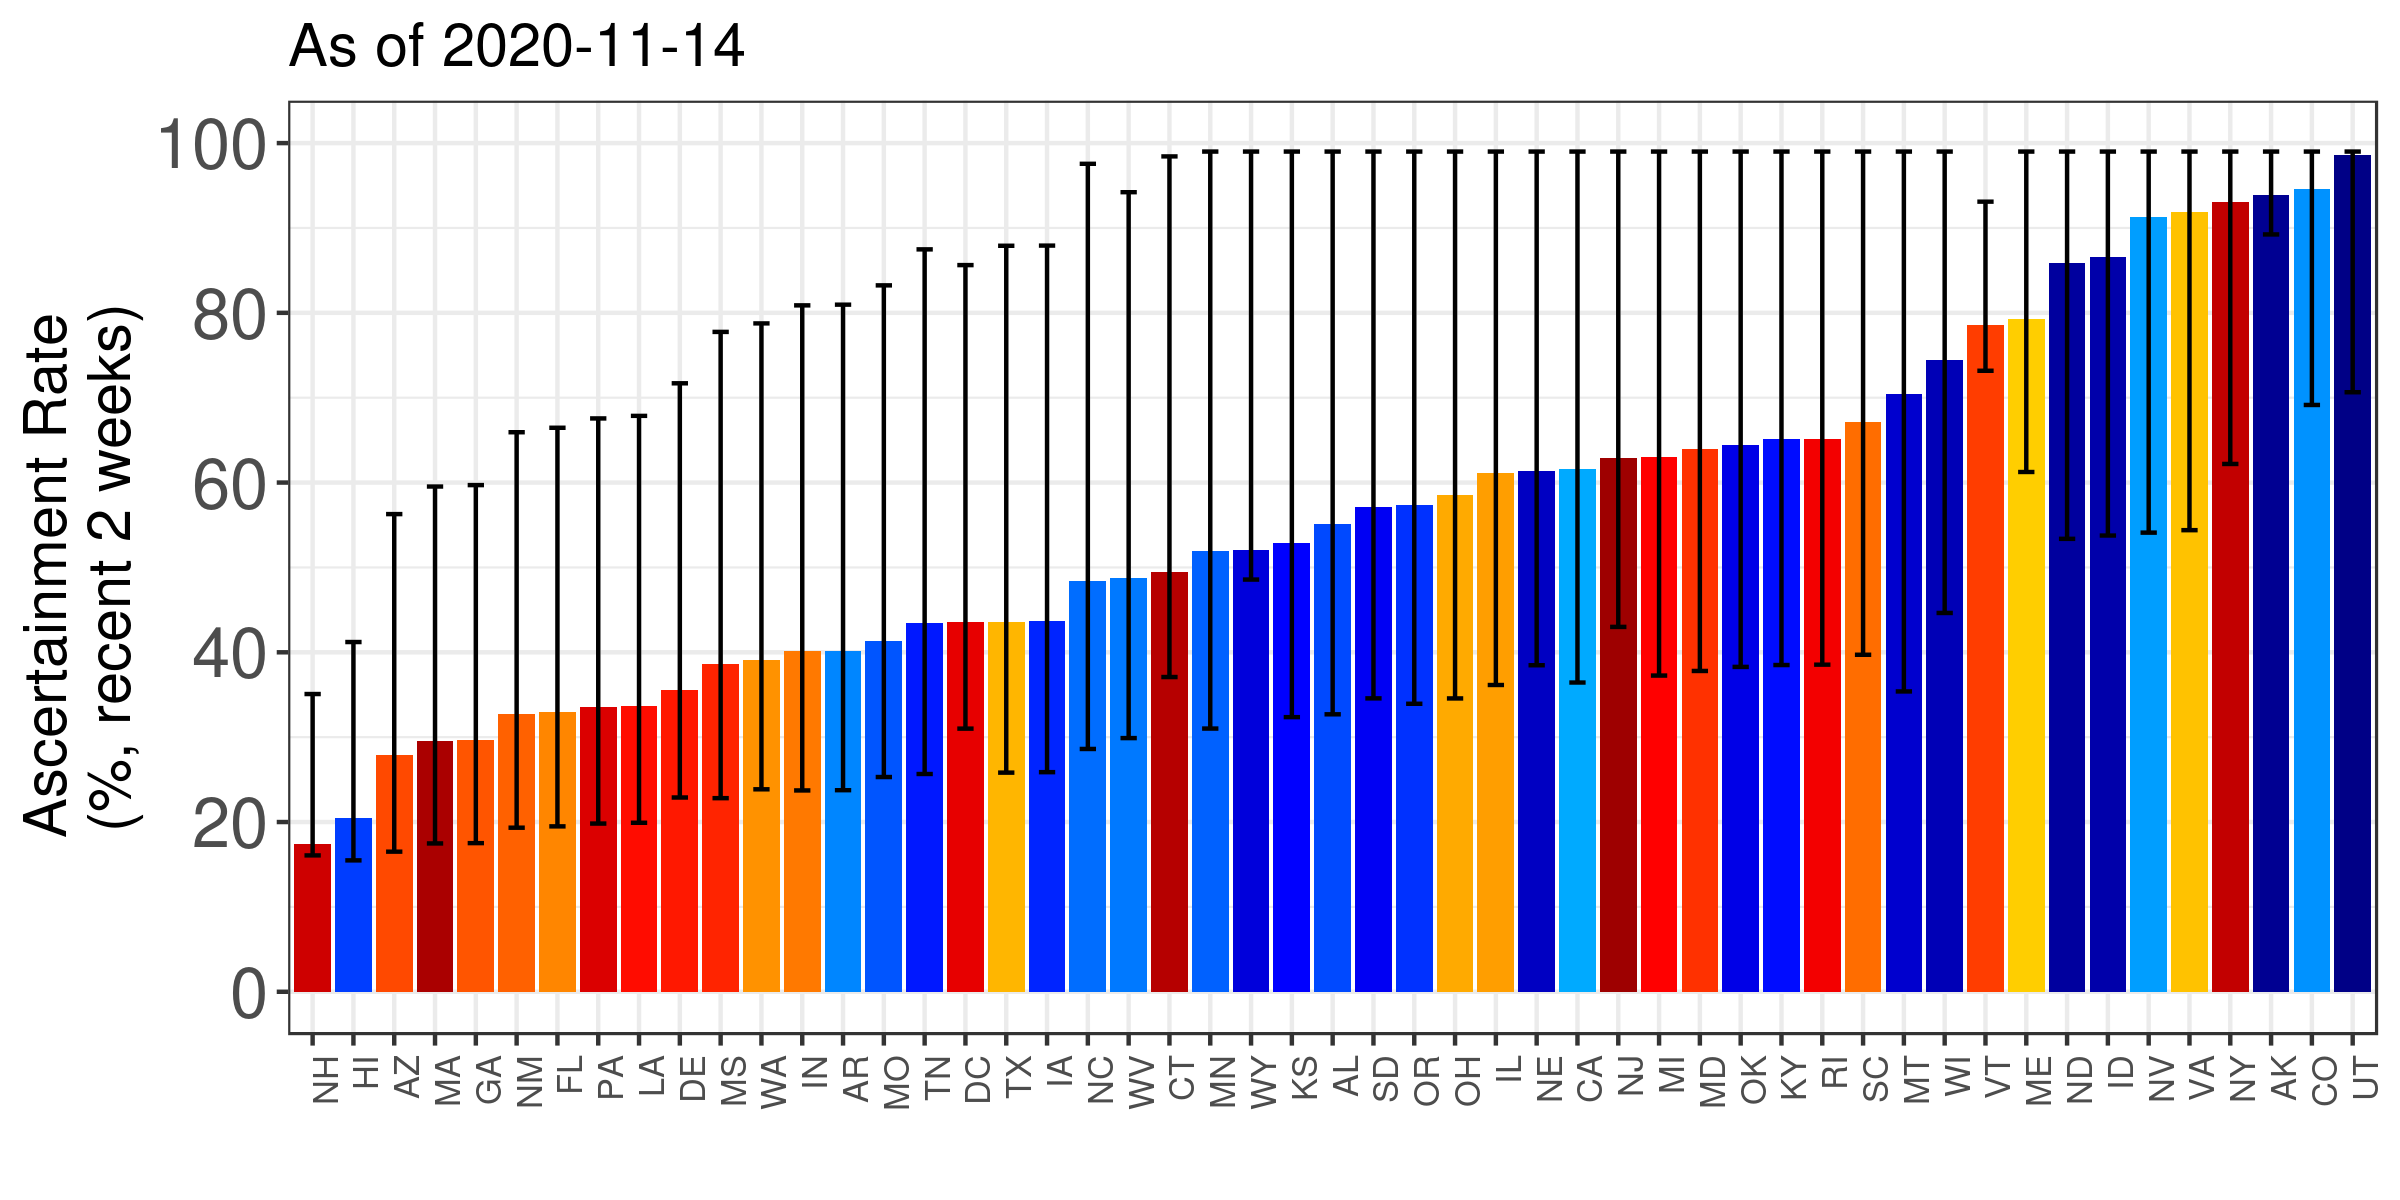 As of 2020-11-14
Ascertainment Rate
(%, recent 2 weeks)
100
80
60
40
20
0
NH HI AZ MA GA NM FL PA LA DE MS WA IN AR MO TN DC TX IA NC WV CT MN WY KS AL SD OR OH IL NE CA NJ MI MD OK KY RI SC MT WI VT ME ND ID NV VA NY AK CO UT